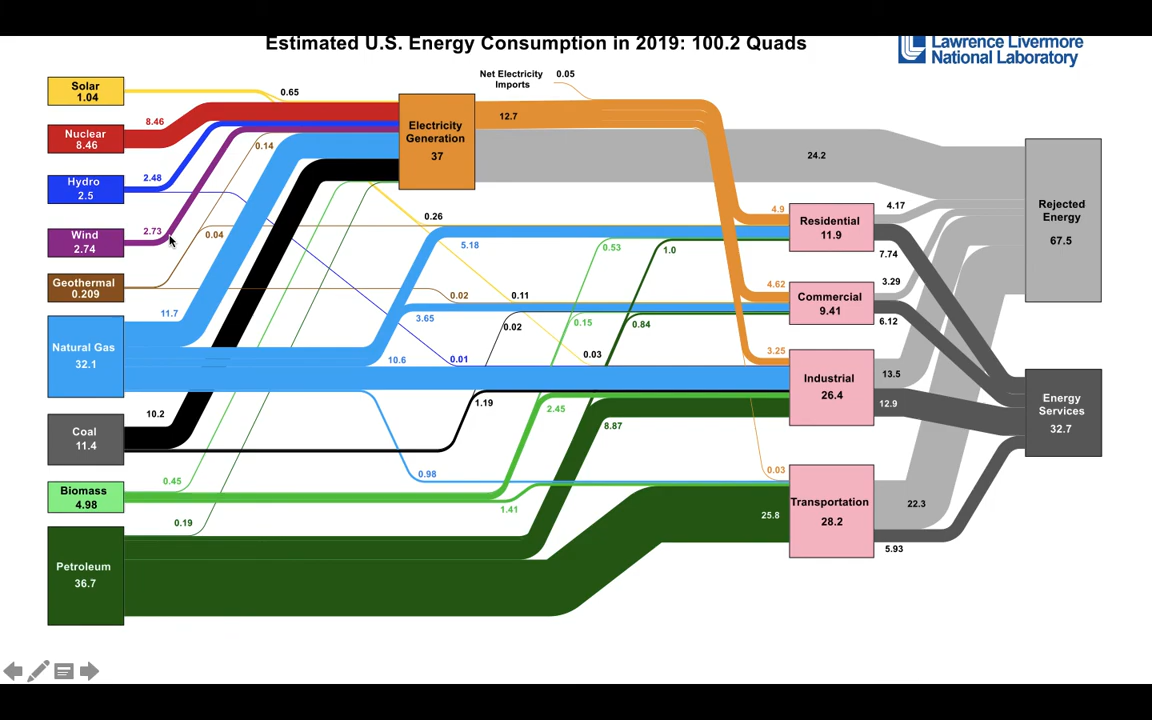 Estimated U.S. Energy Consumption in 2019: 100.2 Quads
Lawrence Livermore
National Laboratory
Net Electricity
Imports
0.05
Solar
1.04
0.65
Nuclear
8.46
8.46
Hydro
2.5
2.48
Wind
2.74
2.73
Geothermal
0.209
0.14
0.04
Natural Gas
32.1
11.7
Coal
11.4
10.2
Biomass
4.98
0.45
Petroleum
36.7
0.19
Electricity
Generation
37
12.7
24.2
0.26
5.18
0.53
1.0
0.02
0.11
3.65
0.02
0.15
0.84
10.6
0.01
0.03
1.19
2.45
8.87
0.98
1.41
25.8
4.9
4.62
3.25
0.03
Residential
11.9
Commercial
9.41
Industrial
26.4
Transportation
28.2
4.17
7.74
3.29
6.12
13.5
12.9
22.3
5.93
Rejected
Energy
67.5
Energy
Services
32.7